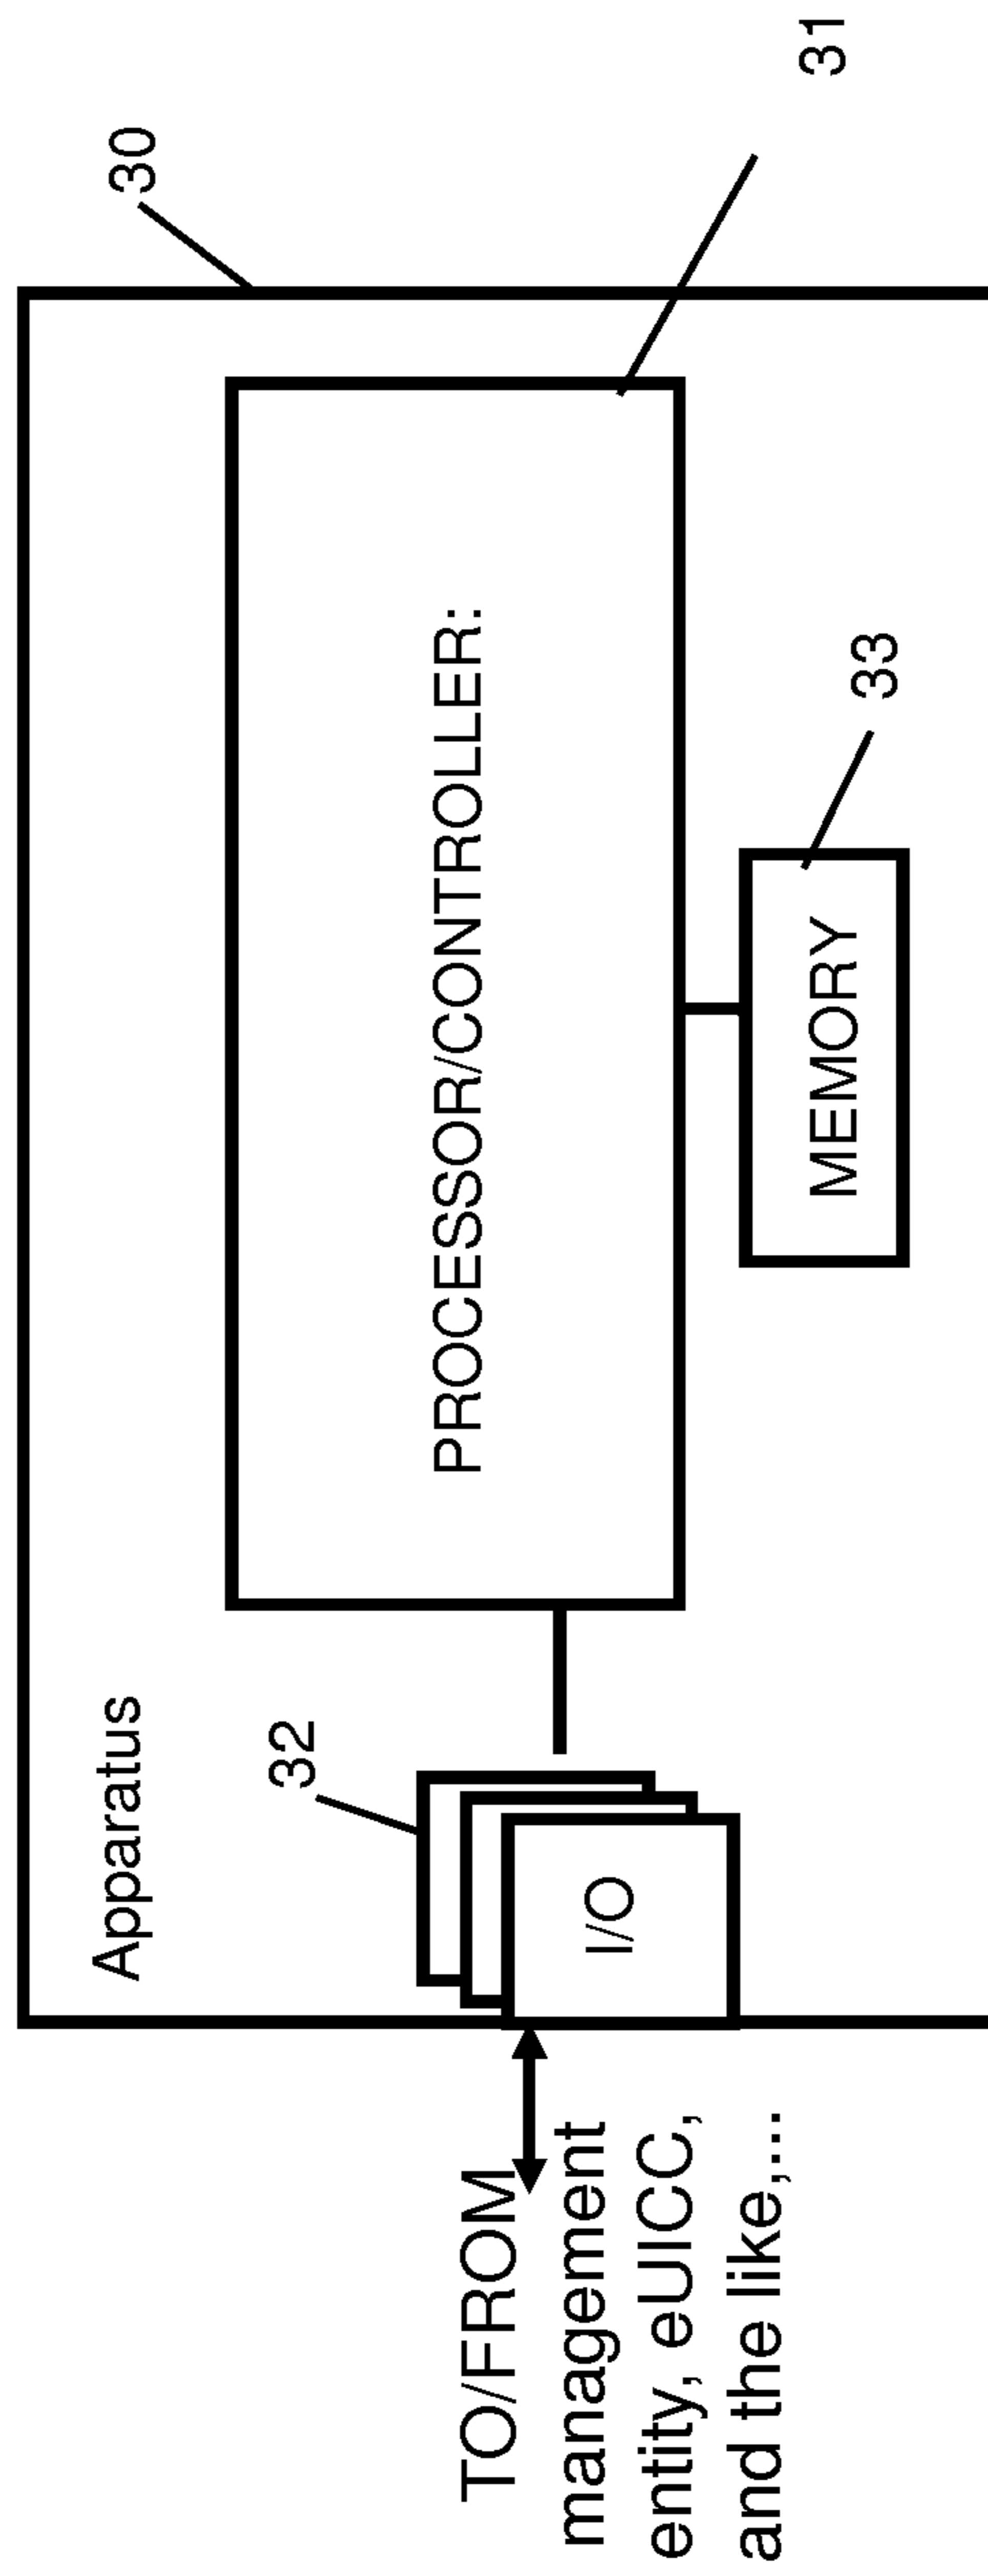 30
Apparatus
32
PROCESSOR/CONTROLLER:
31
TO/FROM
management
entity, eUICC,
and the like,...
I/O
33
MEMORY